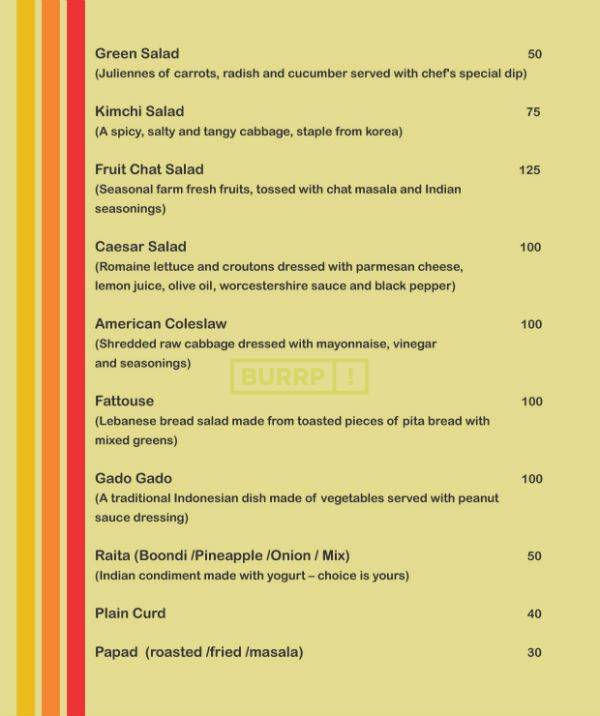 Green Salad 50
(Juliennes of carrots, radish and cucumber served with chef's special dip)
Kimchi Salad 75
(A spicy, salty and tangy cabbage, staple from korea)
Fruit Chat Salad 125
(Seasonal farm fresh fruits, tossed with chat masala and Indian
seasonings)
Caesar Salad 100
(Romaine lettuce and croutons dressed with parmesan cheese,
lemon juice, olive oil, worcestershire sauce and black pepper)
American Coleslaw 100
(Shredded raw cabbage dressed with mayonnaise, vinegar
and seasonings)
BURRP !
Fattouse 100
(Lebanese bread salad made from toasted pieces of pita bread with
mixed greens)
Gado Gado 100
(A traditional Indonesian dish made of vegetables served with peanut
sauce dressing)
Raita (Boondi /Pineapple /Onion / Mix) 50
(Indian condiment made with yogurt – choice is yours)
Plain Curd 40
Papad (roasted /fried /masala) 30